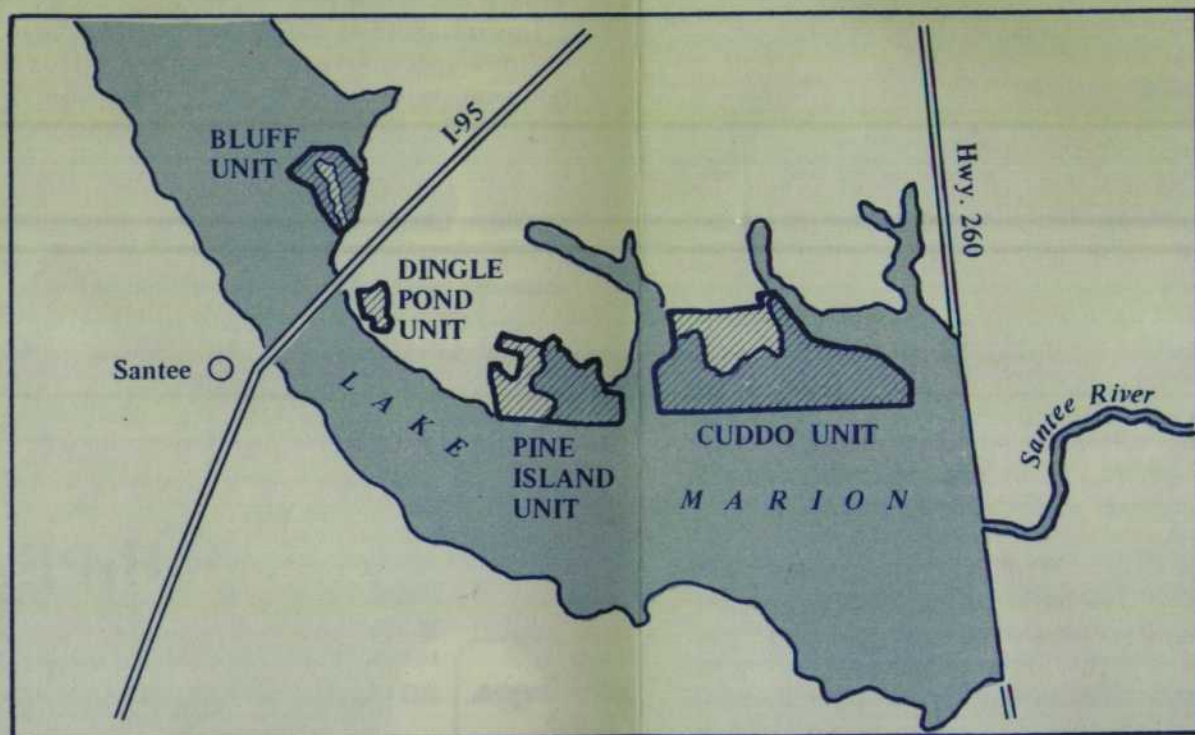 BLUFF
UNIT
I-95
Hwy. 260
DINGLE
POND
UNIT
Santee
LAKE
MARION
PINE
ISLAND
UNIT
CUDDO UNIT
Santee River